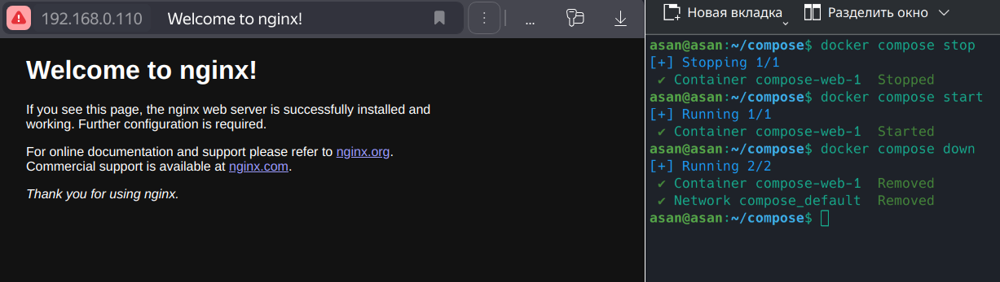 192.168.0.110 Welcome to nginx! ...
Welcome to nginx!
If you see this page, the nginx web server is successfully installed and
working. Further configuration is required.
For online documentation and support please refer to nginx.org.
Commercial support is available at nginx.com.
Thank you for using nginx.
Новая вкладка Разделить окно
asan@asan:~/compose$ docker compose stop
[+] Stopping 1/1
✔ Container compose-web-1 Stopped
asan@asan:~/compose$ docker compose start
[+] Running 1/1
✔ Container compose-web-1 Started
asan@asan:~/compose$ docker compose down
[+] Running 2/2
✔ Container compose-web-1 Removed
✔ Network compose_default Removed
asan@asan:~/compose$